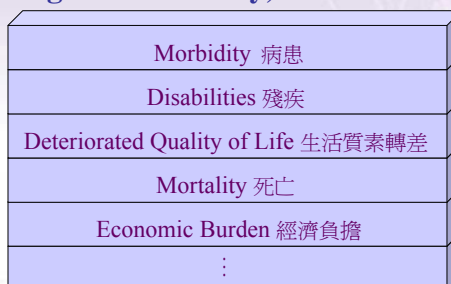 Morbidity 病患
Disabilities 殘疾
Deteriorated Quality of Life 生活質素轉差
Mortality 死亡
Economic Burden 經濟負擔
⋮